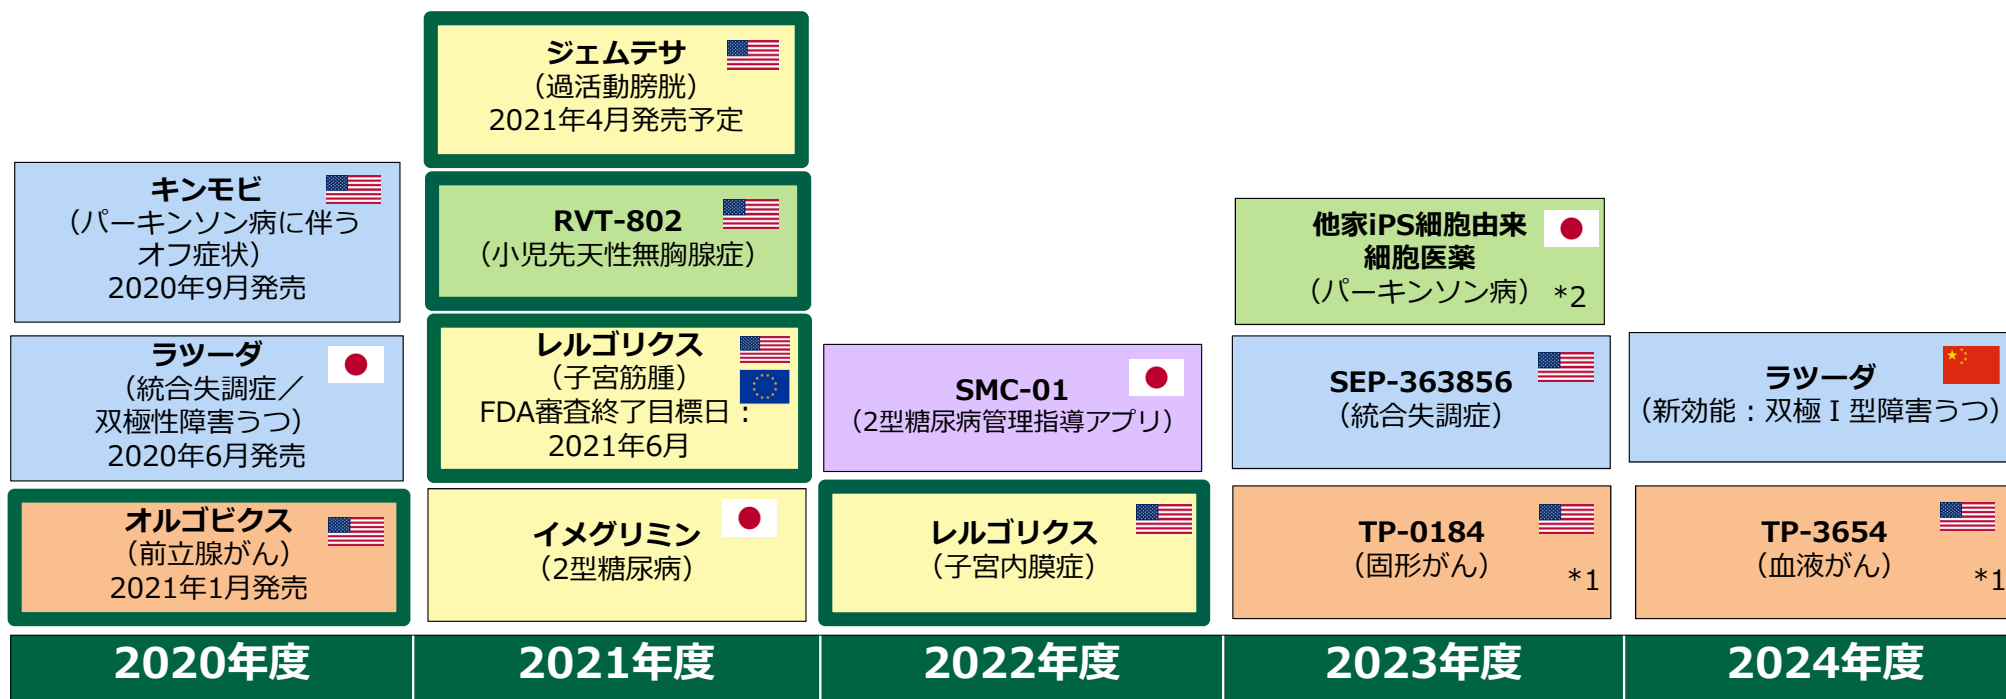 ジェムテサ
（過活動膀胱）
2021年4月発売予定
キンモビ
（パーキンソン病に伴う
オフ症状）
2020年9月発売
RVT-802
（小児先天性無胸腺症）
他家iPS細胞由来
細胞医薬
（パーキンソン病） *2
ラツーダ
（統合失調症／
双極性障害うつ）
2020年6月発売
レルゴリクス
（子宮筋腫）
FDA審査終了目標日：
2021年6月
SMC-01
（2型糖尿病管理指導アプリ）
SEP-363856
（統合失調症）
ラツーダ
（新効能：双極Ⅰ型障害うつ）
オルゴビクス
（前立腺がん）
2021年1月発売
イメグリミン
（2型糖尿病）
レルゴリクス
（子宮内膜症）
TP-0184
（固形がん）
*1
TP-3654
（血液がん）
*1
2020年度
2021年度
2022年度
2023年度
2024年度